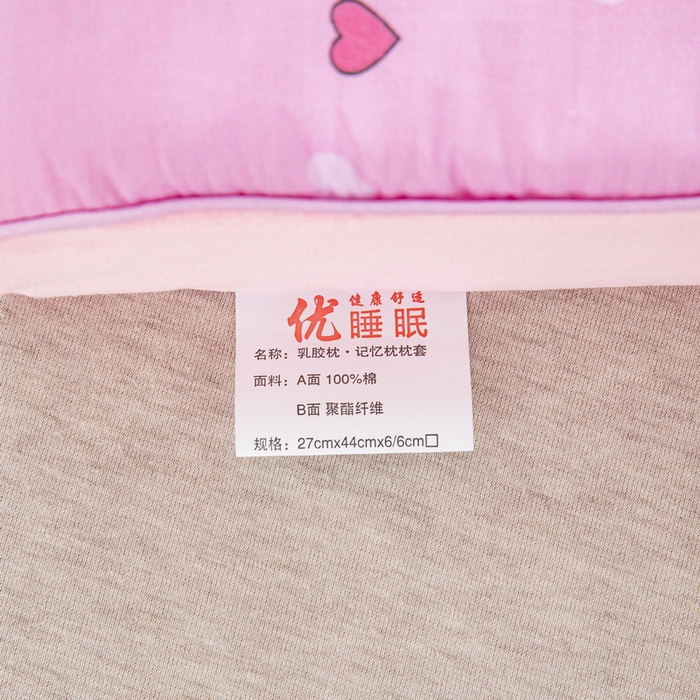 健康舒适
优睡眠
名称：乳胶枕·记忆枕枕套
面料：A面 100%棉
B面 聚酯纤维
规格：27cmx44cmx6/6cm□